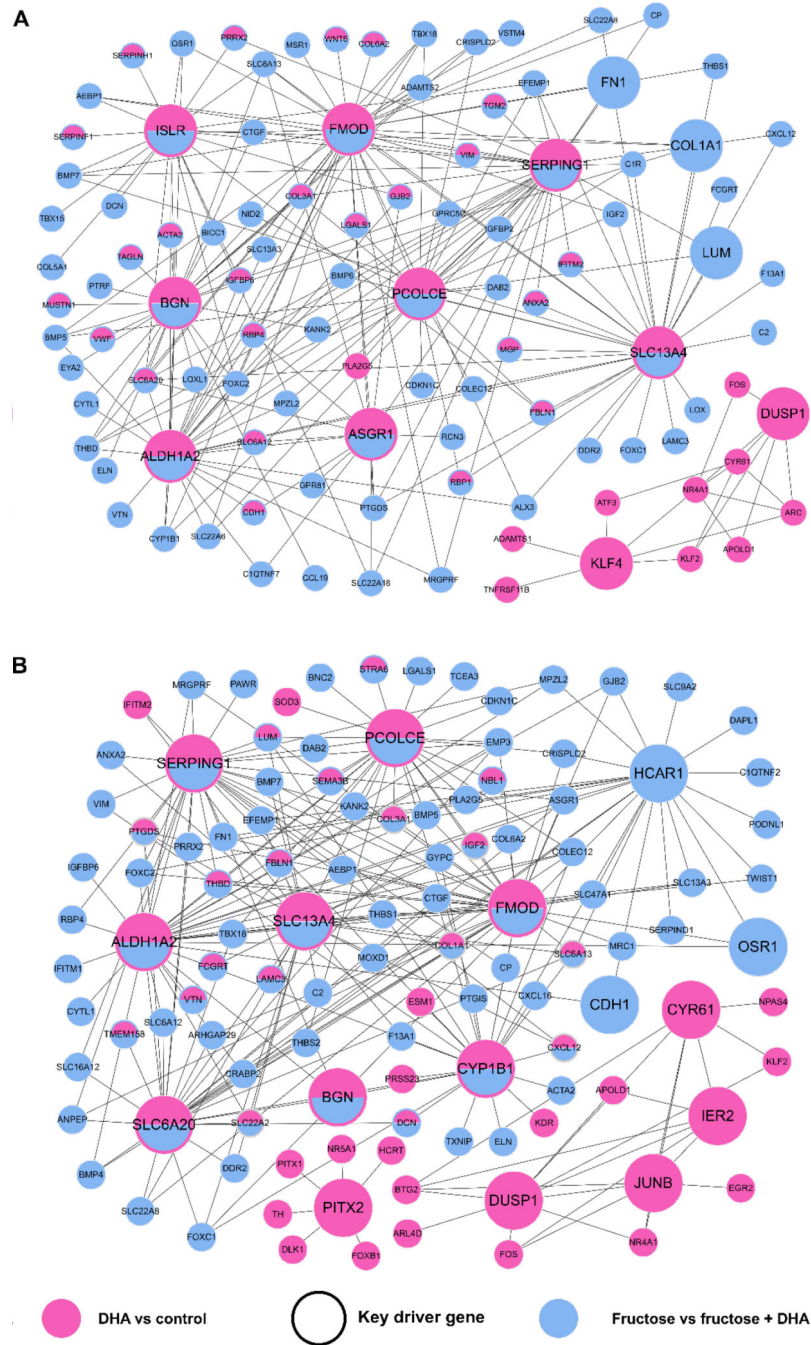 A
PRRX2
WNT6
COL6A2
TBX18
SLC22A8
CP
SERPINH1
OSR1
MSR1
CRISPLD2
VSTM4
SLC6A13
THBS1
AEBP1
ADAMTS2
EFEMP1
FN1
TGM2
SERPINF1
ISLR
CTGF
FMOD
COL1A1
CXCL12
VIM
SERPING1
C1R
BMP7
FCGRT
TBX15
DCN
COL3A1
GJB2
NID2
GPRC5C
IGF2
ACTA2
BICC1
LGALS1
IGFBP2
TAGLN
SLC13A3
LUM
COL5A1
IFITM2
PTRF
IGFBP6
BMP6
DAB2
F13A1
MUSTN1
BGN
PCOLCE
ANXA2
BMP5
VWF
RBP4
KANK2
C2
MGP
SLC13A4
EYA2
PLA2G5
SLC6A20
LOXL1
FOXC2
CDKN1C
COLEC12
CYTL1
MPZL2
FBLN1
LOX
FOS
DUSP1
THBD
ALDH1A2
SLC6A12
ASGR1
RCN3
LAMC3
ELN
DDR2
FOXC1
CYR61
RBP1
GPR81
NR4A1
VTN
CDH1
PTGDS
ALX3
ATF3
ARC
CYP1B1
SLC22A6
ADAMTS1
APOLD1
KLF2
KLF4
C1QTNF7
CCL19
SLC22A18
MRGPRF
TNFRSF11B
B
STRA6
LGALS1
TCEA3
MRGPRF
PAWR
BNC2
MPZL2
GJB2
SLC9A2
IFITM2
SOD3
CDKN1C
DAPL1
LUM
PCOLCE
ANXA2
SERPING1
DAB2
EMP3
CRISPLD2
HCAR1
BMP7
SEMA3B
NBL1
C1QTNF2
VIM
KANK2
PLA2G5
ASGR1
EFEMP1
BMP5
PTGDS
COL3A1
PODNL1
PRRX2
FN1
IGF2
COL6A2
IGFBP6
FOXC2
FBLN1
GYPC
COLEC12
AEBP1
TWIST1
THBD
SLC13A3
RBP4
CTGF
SLC47A1
ALDH1A2
TBX18
SLC13A4
THBS1
FMOD
SERPIND1
COL1A1
OSR1
IFITM1
MRC1
FCGRT
MOXD1
SLC6A13
CP
LAMC3
CYTL1
VTN
C2
ESM1
PTGIS
CXCL16
CDH1
CYR61
NPAS4
TMEM158
SLC6A12
ARHGAP29
F13A1
CXCL12
SLC16A12
THBS2
KLF2
CRABP2
PRSS23
CYP1B1
APOLD1
ANPEP
SLC6A20
BGN
ACTA2
IER2
SLC22A2
DCN
KDR
TXNIP
ELN
NR5A1
HCRT
BMP4
DDR2
PITX1
JUNB
BTG2
DUSP1
EGR2
SLC22A8
PITX2
TH
ARL4D
FOXC1
NR4A1
DLK1
FOXB1
FOS
DHA vs control
Key driver gene
Fructose vs fructose + DHA